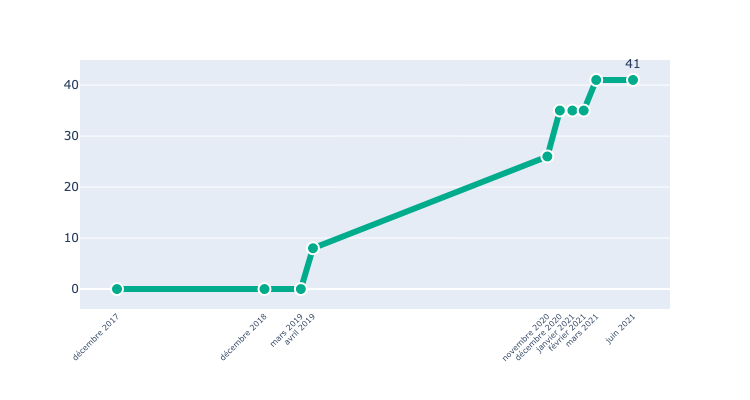 41
40
30
20
10
0
décembre 2017
décembre 2018
mars 2019
avril 2019
novembre 2020
décembre 2020
janvier 2021
février 2021
mars 2021
juin 2021